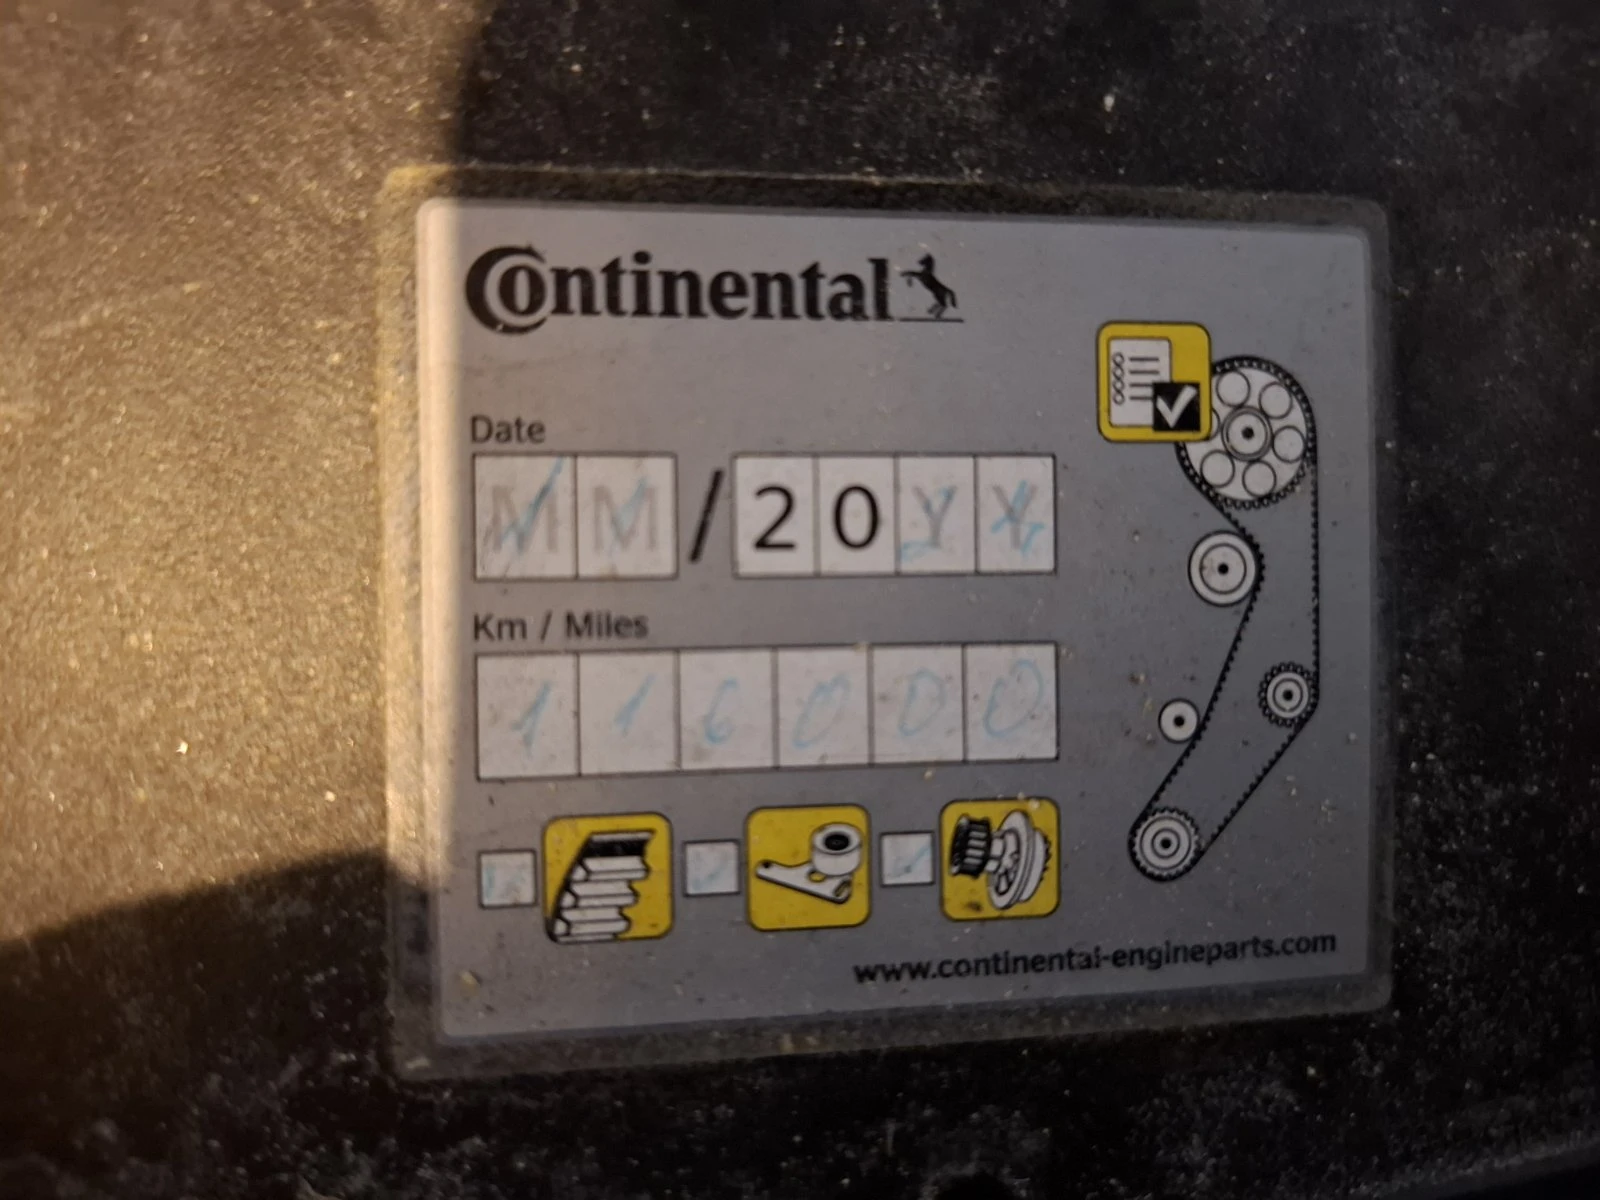 Continental
Date
MM/20YY
Km / Miles
116000
www.continental-engineparts.com